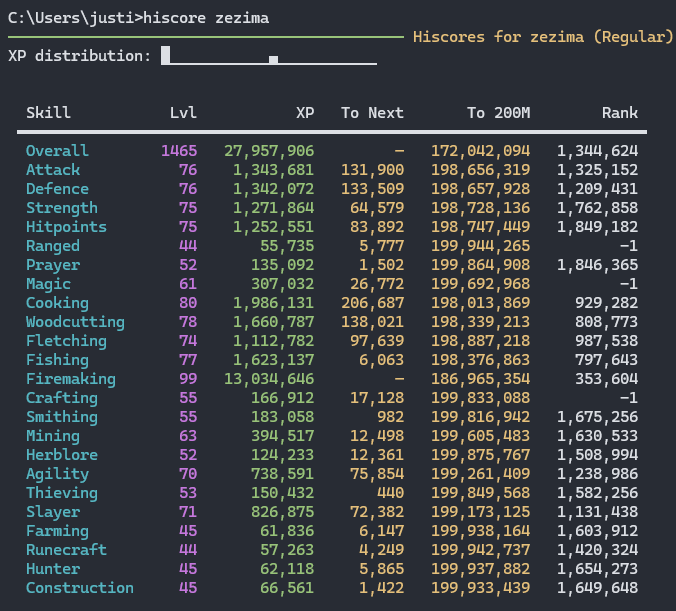 C:\Users\justi>hiscore zezima
Hiscores for zezima (Regular)
XP distribution:
Skill Lvl XP To Next To 200M Rank
Overall 1465 27,957,906 — 172,042,094 1,344,624
Attack 76 1,343,681 131,900 198,656,319 1,325,152
Defence 76 1,342,072 133,509 198,657,928 1,209,431
Strength 75 1,271,864 64,579 198,728,136 1,762,858
Hitpoints 75 1,252,551 83,892 198,747,449 1,849,182
Ranged 44 55,735 5,777 199,944,265 -1
Prayer 52 135,092 1,502 199,864,908 1,846,365
Magic 61 307,032 26,772 199,692,968 -1
Cooking 80 1,986,131 206,687 198,013,869 929,282
Woodcutting 78 1,660,787 138,021 198,339,213 808,773
Fletching 74 1,112,782 97,639 198,887,218 987,538
Fishing 77 1,623,137 6,063 198,376,863 797,643
Firemaking 99 13,034,646 — 186,965,354 353,604
Crafting 55 166,912 17,128 199,833,088 -1
Smithing 55 183,058 982 199,816,942 1,675,256
Mining 63 394,517 12,498 199,605,483 1,630,533
Herblore 52 124,233 12,361 199,875,767 1,508,994
Agility 70 738,591 75,854 199,261,409 1,238,986
Thieving 53 150,432 440 199,849,568 1,582,256
Slayer 71 826,875 72,382 199,173,125 1,131,438
Farming 45 61,836 6,147 199,938,164 1,603,912
Runecraft 44 57,263 4,249 199,942,737 1,420,324
Hunter 45 62,118 5,865 199,937,882 1,654,273
Construction 45 66,561 1,422 199,933,439 1,649,648